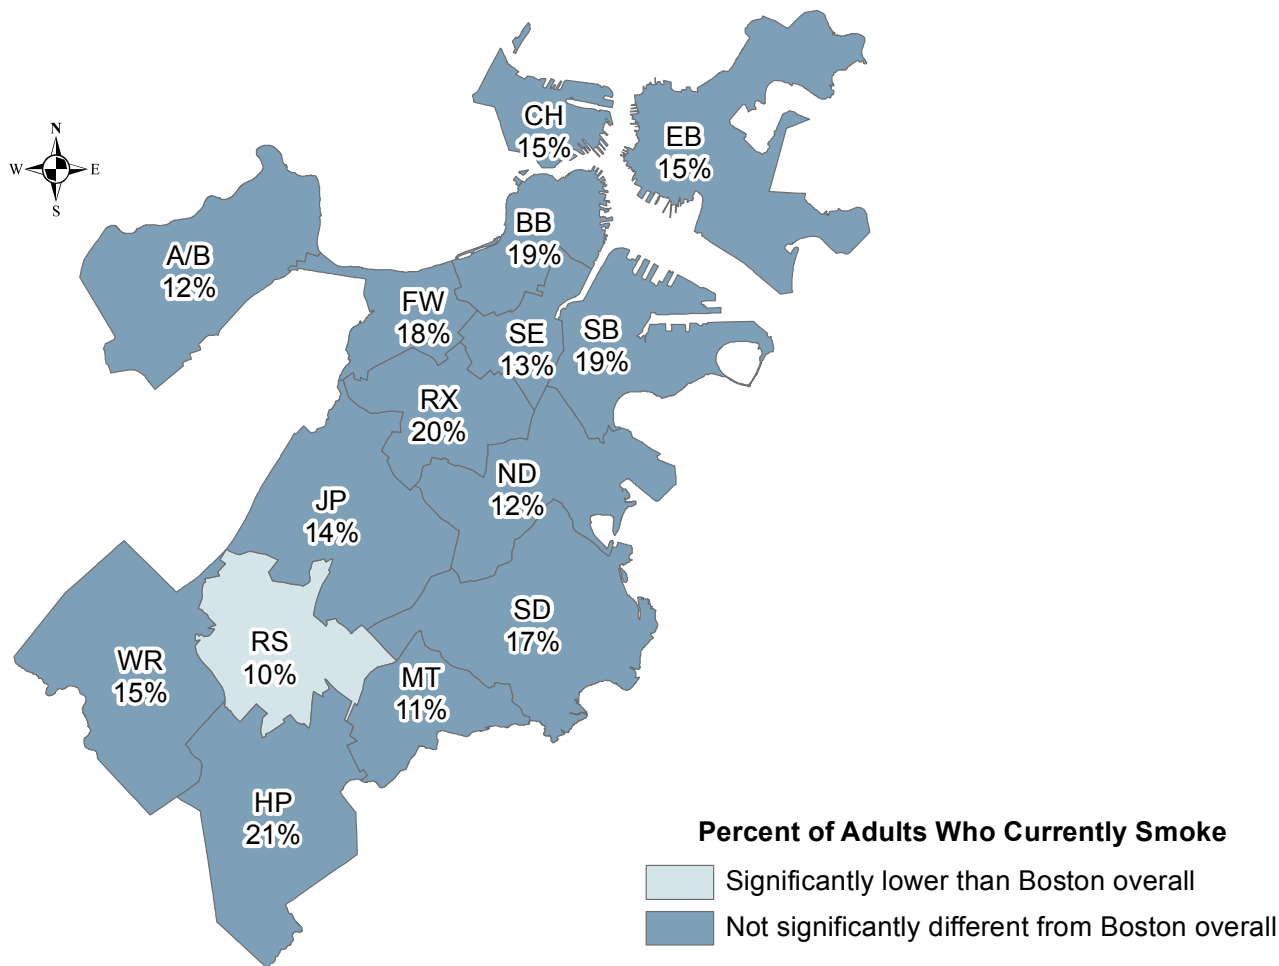 N
W E
S
CH
15%
EB
15%
BB
19%
A/B
12%
FW
18%
SE
13%
SB
19%
RX
20%
ND
12%
JP
14%
SD
17%
RS
10%
WR
15%
MT
11%
HP
21%
Percent of Adults Who Currently Smoke
Significantly lower than Boston overall
Not significantly different from Boston overall